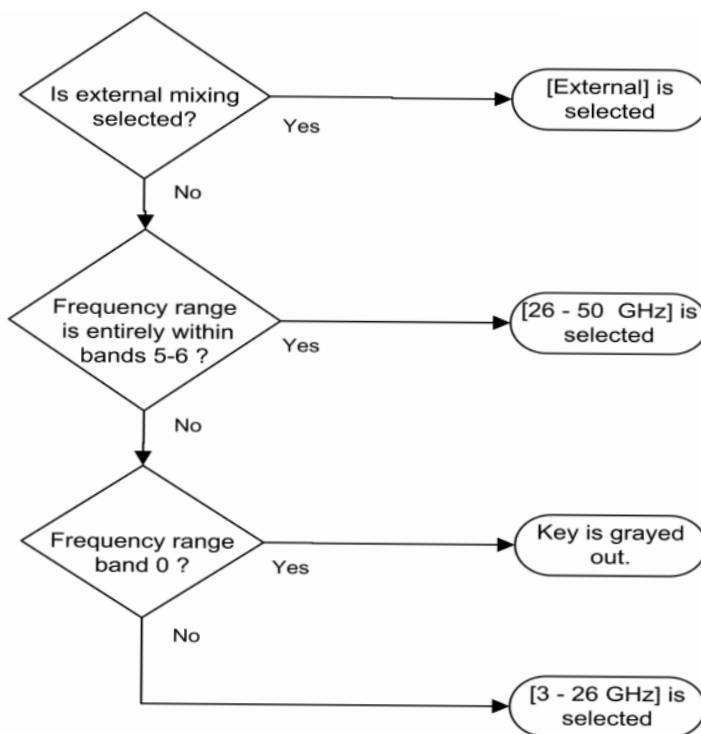 Is external mixing
selected?
Yes
[External] is
selected
No
Frequency range
is entirely within
bands 5-6 ?
Yes
[26 - 50  GHz] is
selected
No
Frequency range
band 0 ?
Yes
Key is grayed
out.
No
[3 - 26 GHz] is
selected